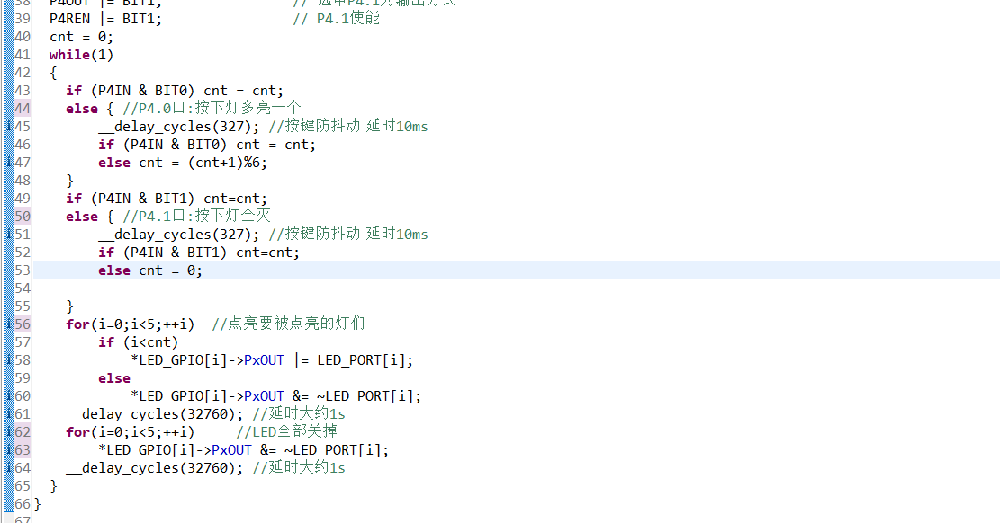 38 P4OUT |= BIT1; // 选中P4.1为输出方式
39 P4REN |= BIT1; // P4.1使能
40 cnt = 0;
41 while(1)
42 {
43 if (P4IN & BIT0) cnt = cnt;
44 else { //P4.0口:按下灯多亮一个
45 __delay_cycles(327); //按键防抖动 延时10ms
46 if (P4IN & BIT0) cnt = cnt;
47 else cnt = (cnt+1)%6;
48 }
49 if (P4IN & BIT1) cnt=cnt;
50 else { //P4.1口:按下灯全灭
51 __delay_cycles(327); //按键防抖动 延时10ms
52 if (P4IN & BIT1) cnt=cnt;
53 else cnt = 0;
54
55 }
56 for(i=0;i<5;++i) //点亮要被点亮的灯们
57 if (i<cnt)
58 *LED_GPIO[i]->PxOUT |= LED_PORT[i];
59 else
60 *LED_GPIO[i]->PxOUT &= ~LED_PORT[i];
61 __delay_cycles(32760); //延时大约1s
62 for(i=0;i<5;++i) //LED全部关掉
63 *LED_GPIO[i]->PxOUT &= ~LED_PORT[i];
64 __delay_cycles(32760); //延时大约1s
65 }
66 }
67